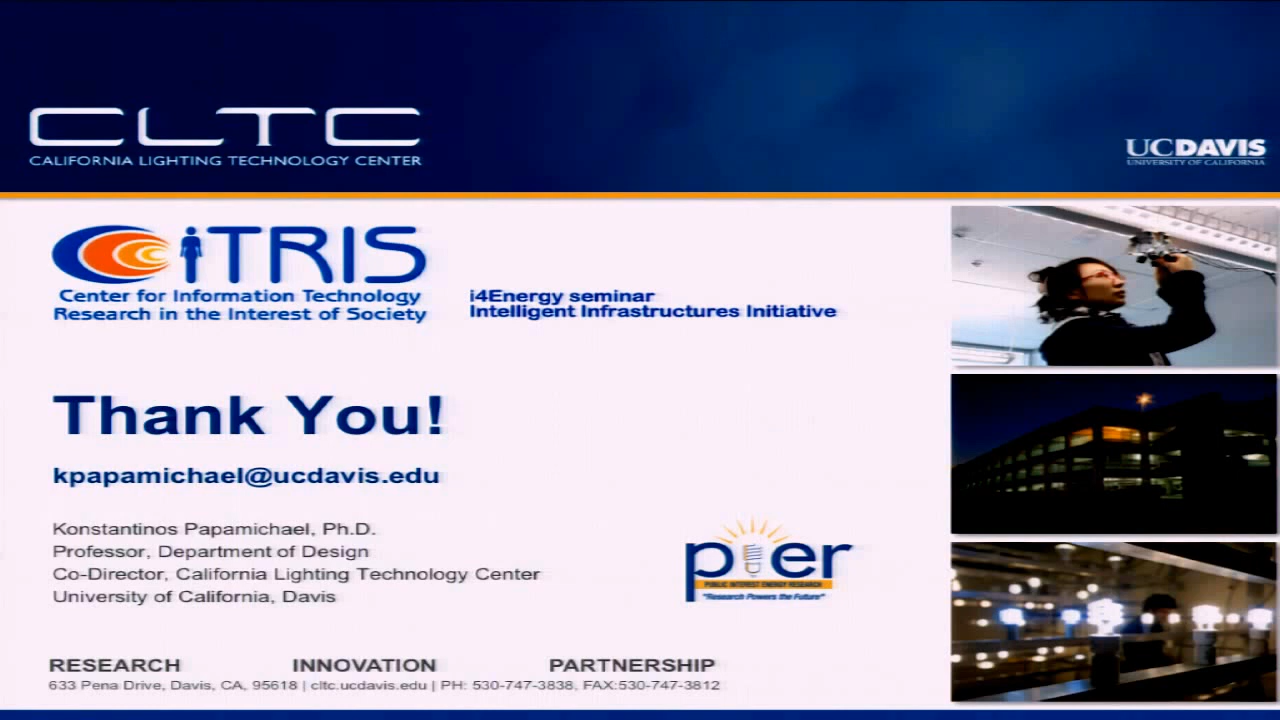 CLTC
CALIFORNIA LIGHTING TECHNOLOGY CENTER
UCDAVIS
UNIVERSITY OF CALIFORNIA
CiTRIS
Center for Information Technology
Research in the Interest of Society
i4Energy seminar
Intelligent Infrastructures Initiative
Thank You!
kpapamichael@ucdavis.edu
Konstantinos Papamichael, Ph.D.
Professor, Department of Design
Co-Director, California Lighting Technology Center
University of California, Davis
pier
PUBLIC INTEREST ENERGY RESEARCH
"Research Powers the Future"
RESEARCH INNOVATION PARTNERSHIP
633 Pena Drive, Davis, CA, 95618 | cltc.ucdavis.edu | PH: 530-747-3838, FAX:530-747-3812